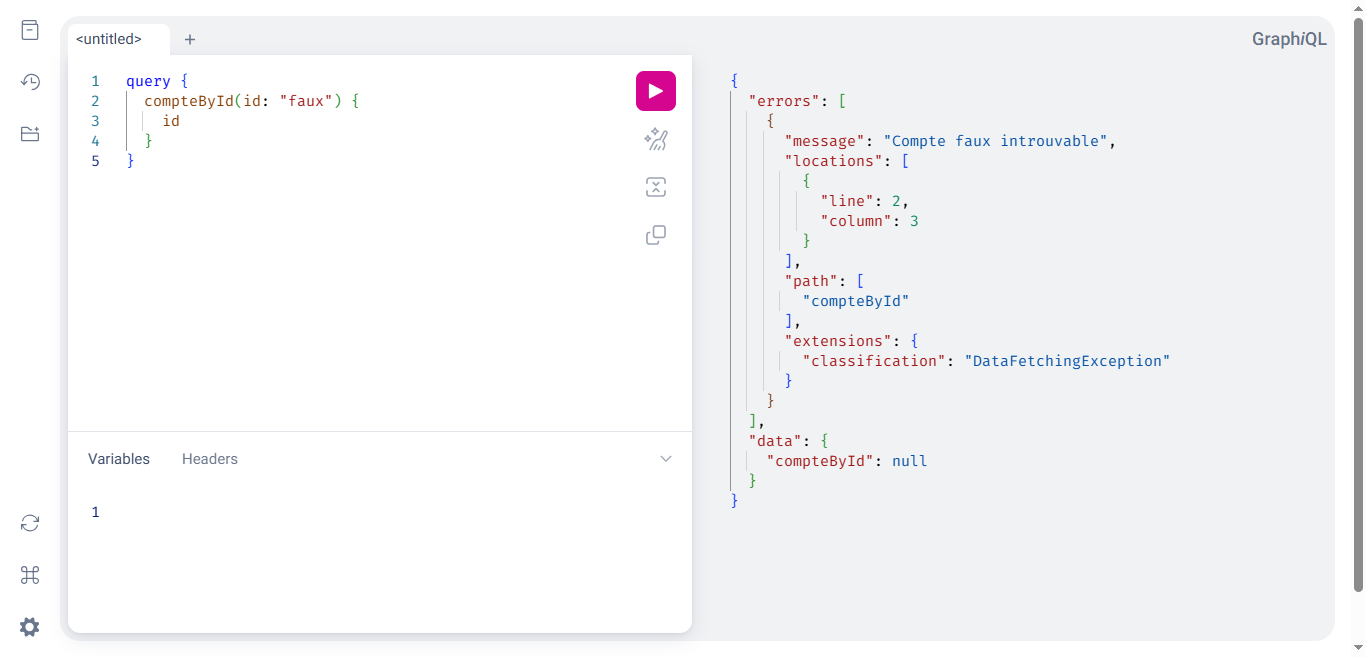 <untitled>
+
GraphiQL
1 query {
2   compteById(id: "faux") {
3     id
4   }
5 }
Variables Headers
1
{
  "errors": [
    {
      "message": "Compte faux introuvable",
      "locations": [
        {
          "line": 2,
          "column": 3
        }
      ],
      "path": [
        "compteById"
      ],
      "extensions": {
        "classification": "DataFetchingException"
      }
    }
  ],
  "data": {
    "compteById": null
  }
}